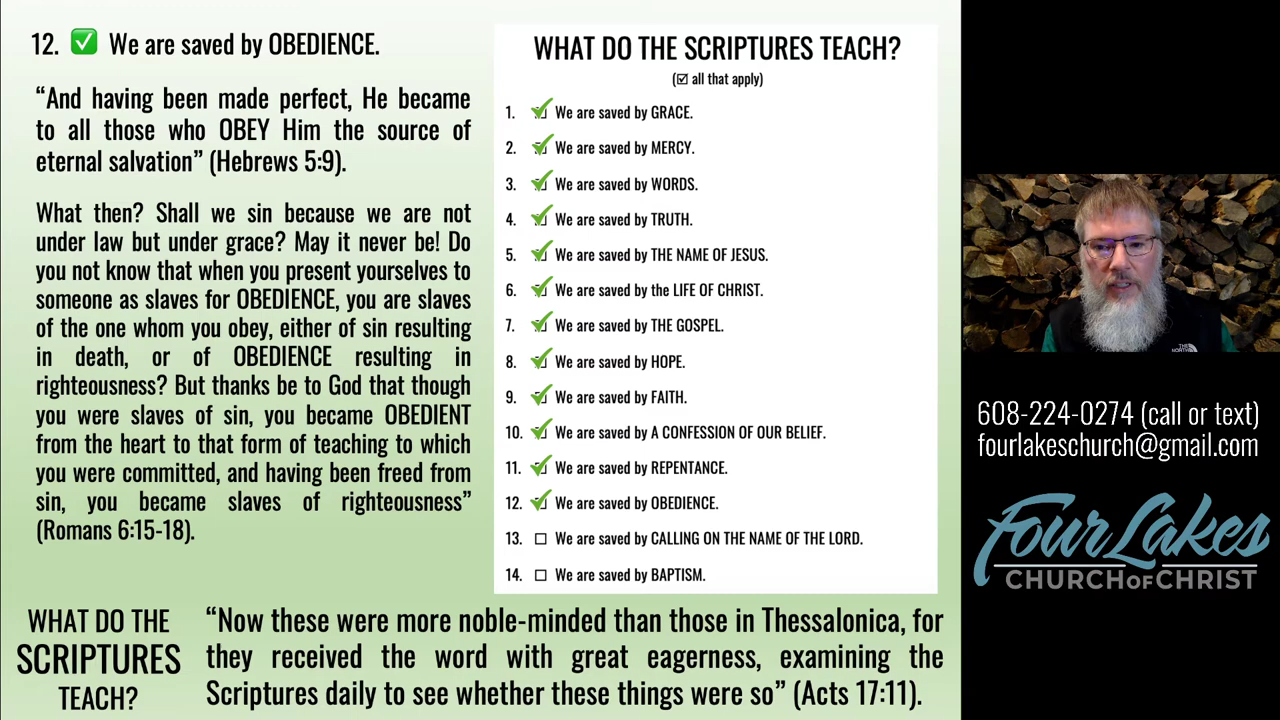 12. ✅ We are saved by OBEDIENCE.
“And having been made perfect, He became
to all those who OBEY Him the source of
eternal salvation” (Hebrews 5:9).
What then? Shall we sin because we are not
under law but under grace? May it never be! Do
you not know that when you present yourselves to
someone as slaves for OBEDIENCE, you are slaves
of the one whom you obey, either of sin resulting
in death, or of OBEDIENCE resulting in
righteousness? But thanks be to God that though
you were slaves of sin, you became OBEDIENT
from the heart to that form of teaching to which
you were committed, and having been freed from
sin, you became slaves of righteousness”
(Romans 6:15-18).
WHAT DO THE SCRIPTURES TEACH?
(☑ all that apply)
1. ✓ We are saved by GRACE.
2. ✓ We are saved by MERCY.
3. ✓ We are saved by WORDS.
4. ✓ We are saved by TRUTH.
5. ✓ We are saved by THE NAME OF JESUS.
6. ✓ We are saved by the LIFE OF CHRIST.
7. ✓ We are saved by THE GOSPEL.
8. ✓ We are saved by HOPE.
9. ✓ We are saved by FAITH.
10. ✓ We are saved by A CONFESSION OF OUR BELIEF.
11. ✓ We are saved by REPENTANCE.
12. ✓ We are saved by OBEDIENCE.
13. ☐ We are saved by CALLING ON THE NAME OF THE LORD.
14. ☐ We are saved by BAPTISM.
WHAT DO THE
SCRIPTURES
TEACH?
“Now these were more noble-minded than those in Thessalonica, for
they received the word with great eagerness, examining the
Scriptures daily to see whether these things were so” (Acts 17:11).
THE
NORTH
608-224-0274 (call or text)
fourlakeschurch@gmail.com
Four Lakes
CHURCH OF CHRIST